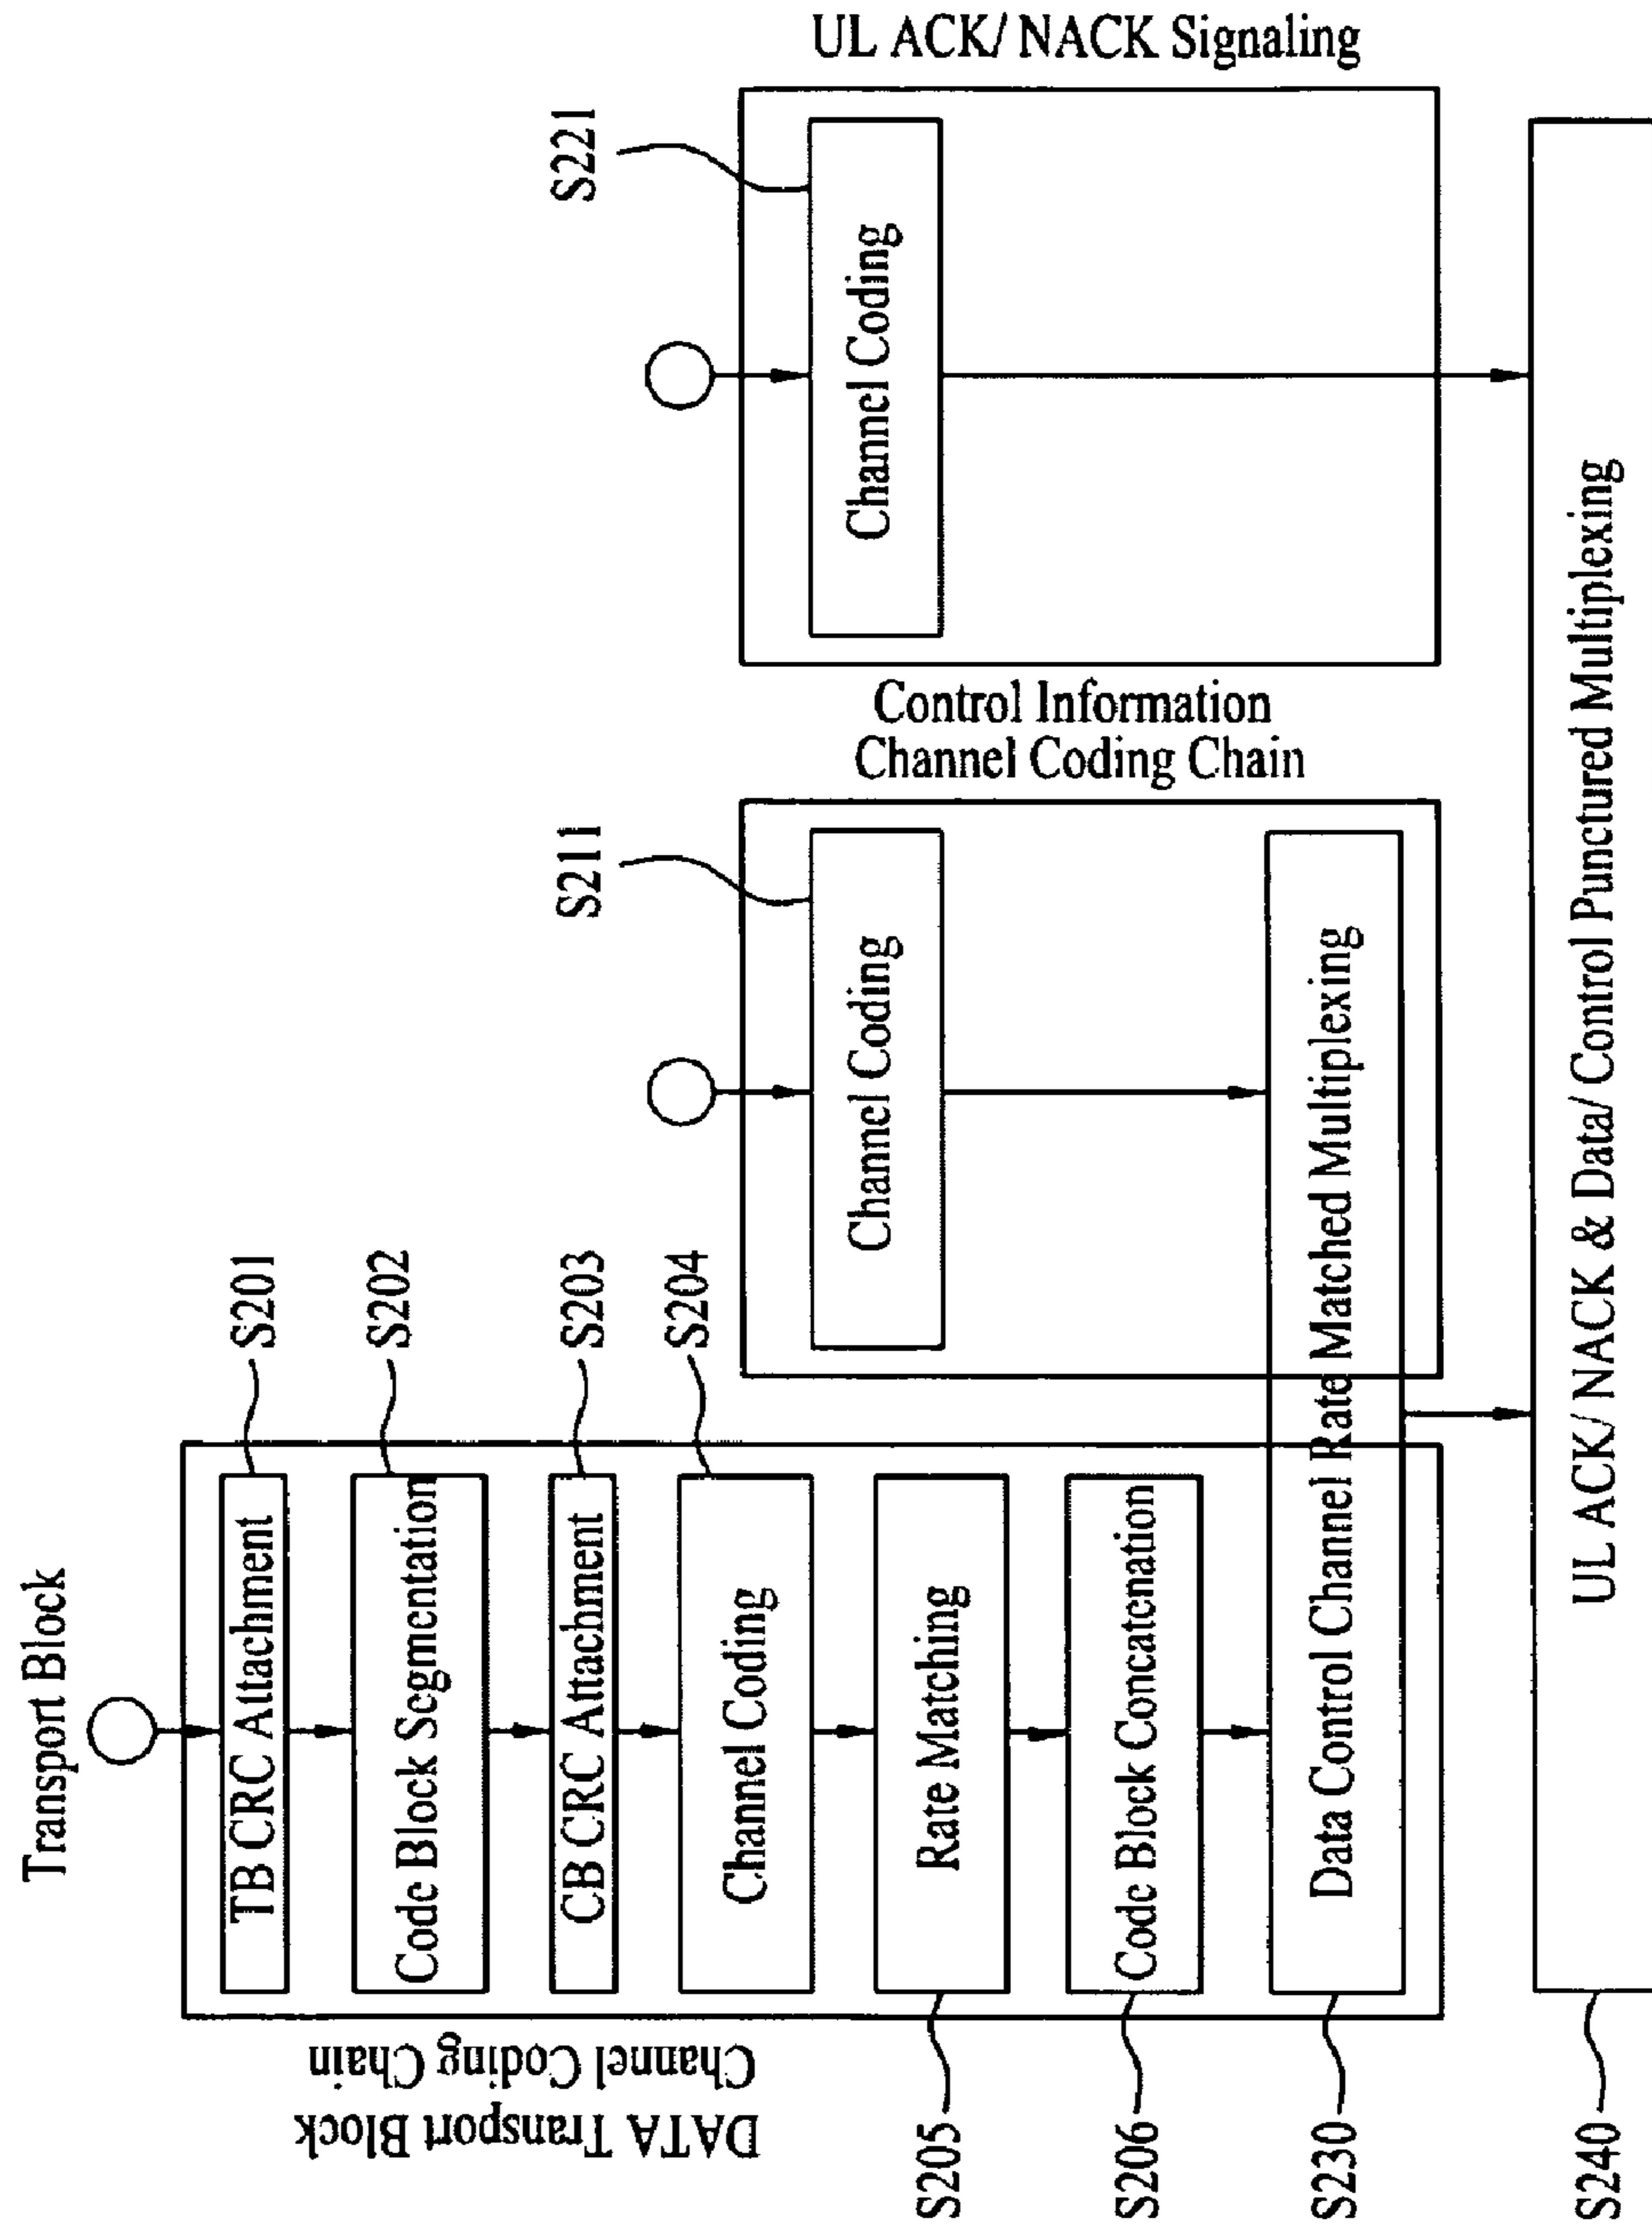 Transport Block
DATA Transport Block
Channel Coding Chain
TB CRC Attachment
S201
Code Block Segmentation
S202
CB CRC Attachment
S203
Channel Coding
S204
Rate Matching
S205
Code Block Concatenation
S206
Data Control Channel Rate Matched Multiplexing
S230
Control Information
Channel Coding Chain
Channel Coding
S211
UL ACK/ NACK Signaling
Channel Coding
S221
UL ACK/ NACK & Data/ Control Punctured Multiplexing
S240